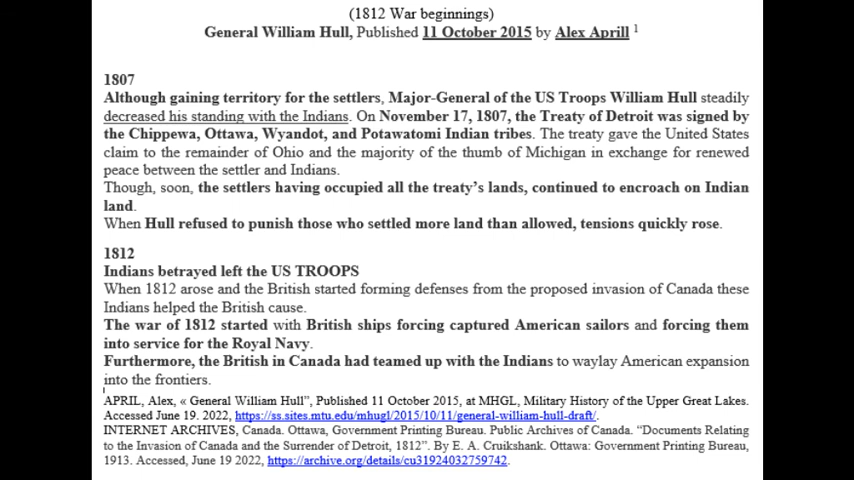 (1812 War beginnings)
General William Hull, Published 11 October 2015 by Alex Aprill 1
1807
Although gaining territory for the settlers, Major-General of the US Troops William Hull steadily
decreased his standing with the Indians. On November 17, 1807, the Treaty of Detroit was signed by
the Chippewa, Ottawa, Wyandot, and Potawatomi Indian tribes. The treaty gave the United States
claim to the remainder of Ohio and the majority of the thumb of Michigan in exchange for renewed
peace between the settler and Indians.
Though, soon, the settlers having occupied all the treaty's lands, continued to encroach on Indian
land.
When Hull refused to punish those who settled more land than allowed, tensions quickly rose.
1812
Indians betrayed left the US TROOPS
When 1812 arose and the British started forming defenses from the proposed invasion of Canada these
Indians helped the British cause.
The war of 1812 started with British ships forcing captured American sailors and forcing them
into service for the Royal Navy.
Furthermore, the British in Canada had teamed up with the Indians to waylay American expansion
into the frontiers.
APRIL, Alex, « General William Hull", Published 11 October 2015, at MHGL, Military History of the Upper Great Lakes.
Accessed June 19. 2022, https://ss.sites.mtu.edu/mhugl/2015/10/11/general-william-hull-draft/.
INTERNET ARCHIVES, Canada. Ottawa, Government Printing Bureau. Public Archives of Canada. "Documents Relating
to the Invasion of Canada and the Surrender of Detroit, 1812". By E. A. Cruikshank. Ottawa: Government Printing Bureau,
1913. Accessed, June 19 2022, https://archive.org/details/cu31924032759742.